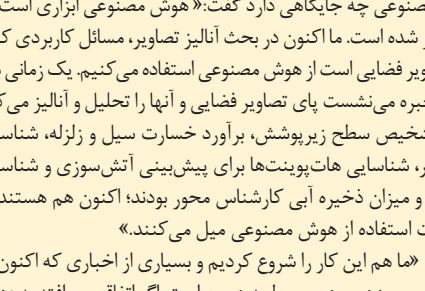 صنوعی چه جایگاهی دارد گفت:«هوش مصنوعی ابزاری است
شده است. ما اکنون در بحث آنالیز تصاویر، مسائل کاربردی که
ویر فضایی است از هوش مصنوعی استفاده می‌کنیم. یک زمانی
خبره می‌نشست پای تصاویر فضایی و آنها را تحلیل و آنالیز می‌ک
شخیص سطح زیرپوشش، برآورد خسارت سیل و زلزله، شناسا
ر، شناسایی هات‌پوینت‌ها برای پیش‌بینی آتش‌سوزی و شناسا
و میزان ذخیره آبی کارشناس محور بودند؛ اکنون هم هستند
ت استفاده از هوش مصنوعی میل می‌کنند.»
«ما هم این کار را شروع کردیم و بسیاری از اخباری که اکنون